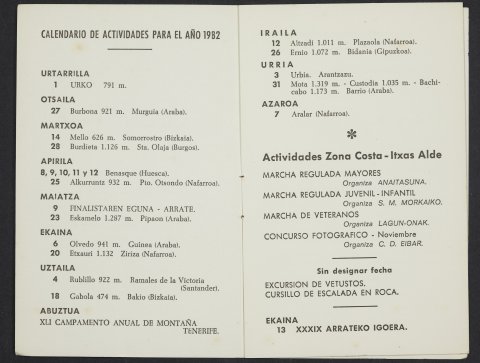 CALENDARIO DE ACTIVIDADES PARA EL AÑO 1982
URTARRILLA
1 URKO 791 m.
OTSAILA
27 Burbona 921 m. Murguia (Araba).
MARTXOA
14 Mello 626 m. Somorrostro (Bizkaia).
28 Burdieta 1.126 m. Sta. Olaja (Burgos).
APIRILA
8, 9, 10, 11 y 12 Benasque (Huesca).
25 Alkurruntz 932 m. Pto. Otsondo (Nafarroa).
MAIATZA
9 FINALISTAREN EGUNA - ARRATE.
23 Eskamelo 1.287 m. Pipaon (Araba).
EKAINA
6 Olvedo 941 m. Guinea (Araba).
20 Etxauri 1.132 Ziriza (Nafarroa).
UZTAILA
4 Rublillo 922 m. Ramales de la Victoria
(Santander).
18 Gabola 474 m. Bakio (Bizkaia).
ABUZTUA
XLI CAMPAMENTO ANUAL DE MONTAÑA
TENERIFE.
IRAILA
12 Altzadi 1.011 m. Plazaola (Nafarroa).
26 Ernio 1.072 m. Bidania (Gipuzkoa).
URRIA
3 Urbia. Arantzazu.
31 Mota 1.319 m. - Custodia 1.035 m. - Bachi-
cabo 1.173 m. Barrio (Araba).
AZAROA
7 Aralar (Nafarroa).
*
Actividades Zona Costa - Itxas Alde
MARCHA REGULADA MAYORES
Organiza ANAITASUNA.
MARCHA REGULADA JUVENIL - INFANTIL
Organiza S. M. MORKAIKO.
MARCHA DE VETERANOS
Organiza LAGUN-ONAK.
CONCURSO FOTOGRAFICO - Noviembre
Organiza C. D. EIBAR.
Sin designar fecha
EXCURSION DE VETUSTOS.
CURSILLO DE ESCALADA EN ROCA.
EKAINA
13 XXXIX ARRATEKO IGOERA.